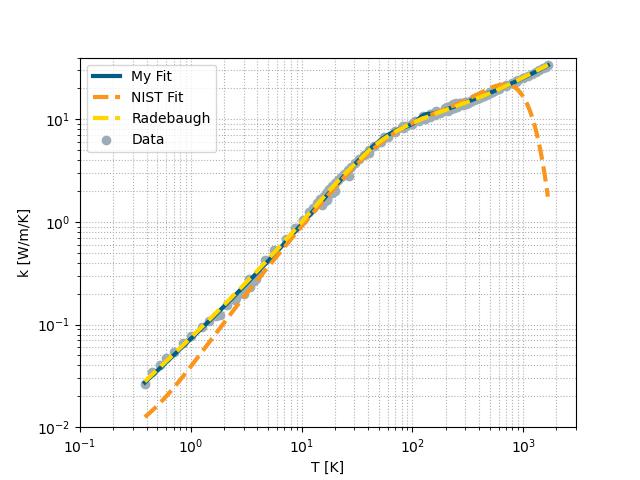 My Fit
NIST Fit
Radebaugh
Data
k [W/m/K]
10¹
10⁰
10⁻¹
10⁻²
10⁻¹ 10⁰ 10¹ 10² 10³
T [K]